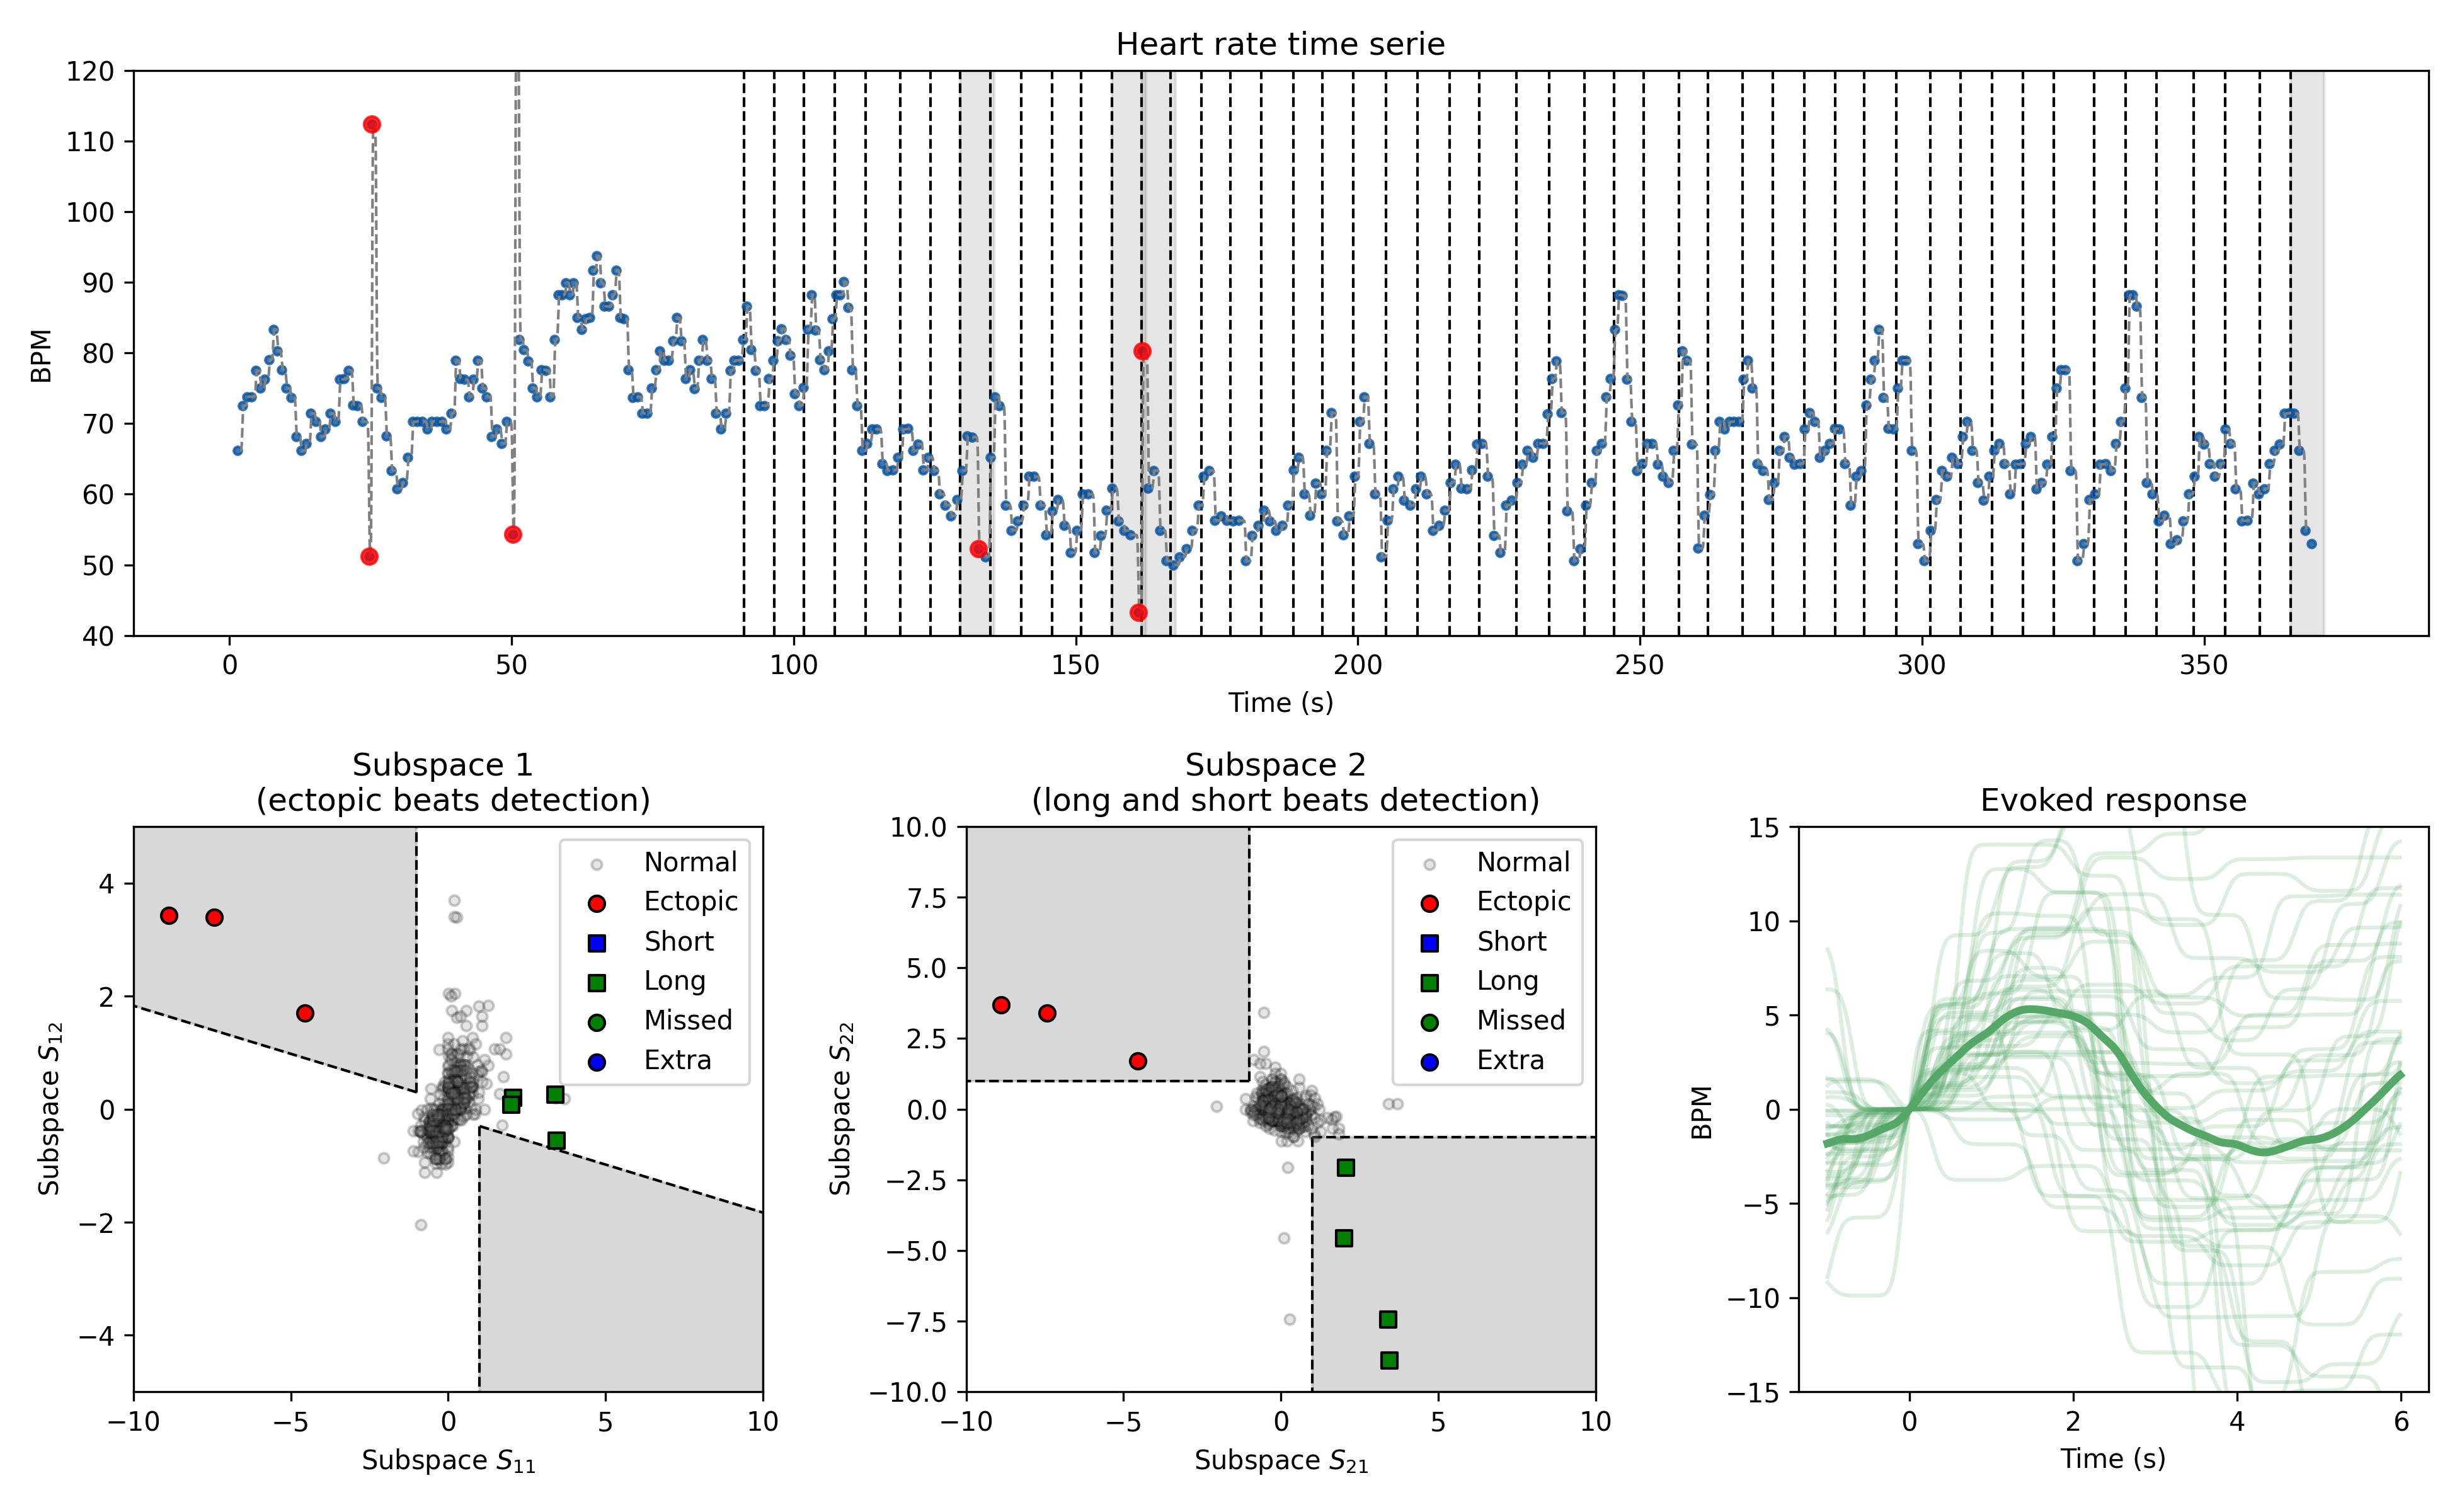 Heart rate time serie
120
110
100
90
80
70
60
50
40
BPM
0 50 100 150 200 250 300 350
Time (s)
Subspace 1
(ectopic beats detection)
4
2
0
−2
−4
Subspace S12
−10 −5 0 5 10
Subspace S11
Normal
Ectopic
Short
Long
Missed
Extra
Subspace 2
(long and short beats detection)
10.0
7.5
5.0
2.5
0.0
−2.5
−5.0
−7.5
−10.0
Subspace S22
−10 −5 0 5 10
Subspace S21
Normal
Ectopic
Short
Long
Missed
Extra
Evoked response
15
10
5
0
−5
−10
−15
BPM
0 2 4 6
Time (s)